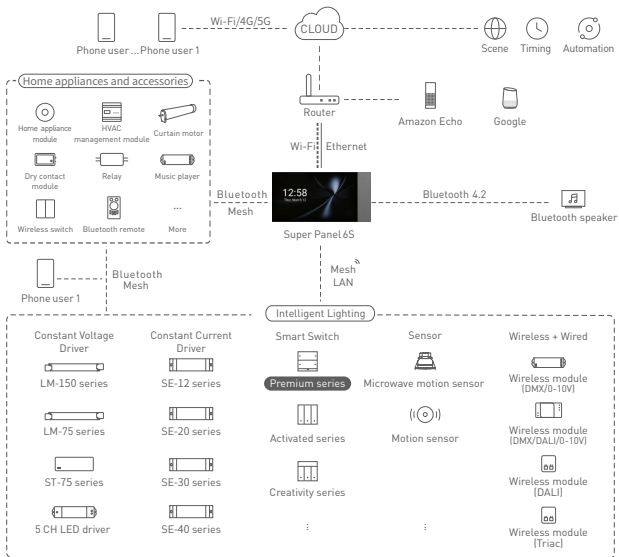 Wi-Fi/4G/5G
CLOUD
Phone user ... Phone user 1
Scene Timing Automation
Home appliances and accessories
Router
Amazon Echo
Google
Home appliance
module
HVAC
management module
Curtain motor
Wi-Fi Ethernet
Dry contact
module
Relay
Music player
Bluetooth
Mesh
12:58
Bluetooth 4.2
Bluetooth speaker
Wireless switch
Bluetooth remote
...
More
Super Panel 6S
Phone user 1
Bluetooth
Mesh
Mesh
LAN
Intelligent Lighting
Constant Voltage
Driver
LM-150 series
LM-75 series
ST-75 series
5 CH LED driver
Constant Current
Driver
SE-12 series
SE-20 series
SE-30 series
SE-40 series
Smart Switch
Premium series
Activated series
Creativity series
Sensor
Microwave motion sensor
Motion sensor
Wireless + Wired
Wireless module
(DMX/0-10V)
Wireless module
(DMX/DALI/0-10V)
Wireless module
(DALI)
Wireless module
(Triac)